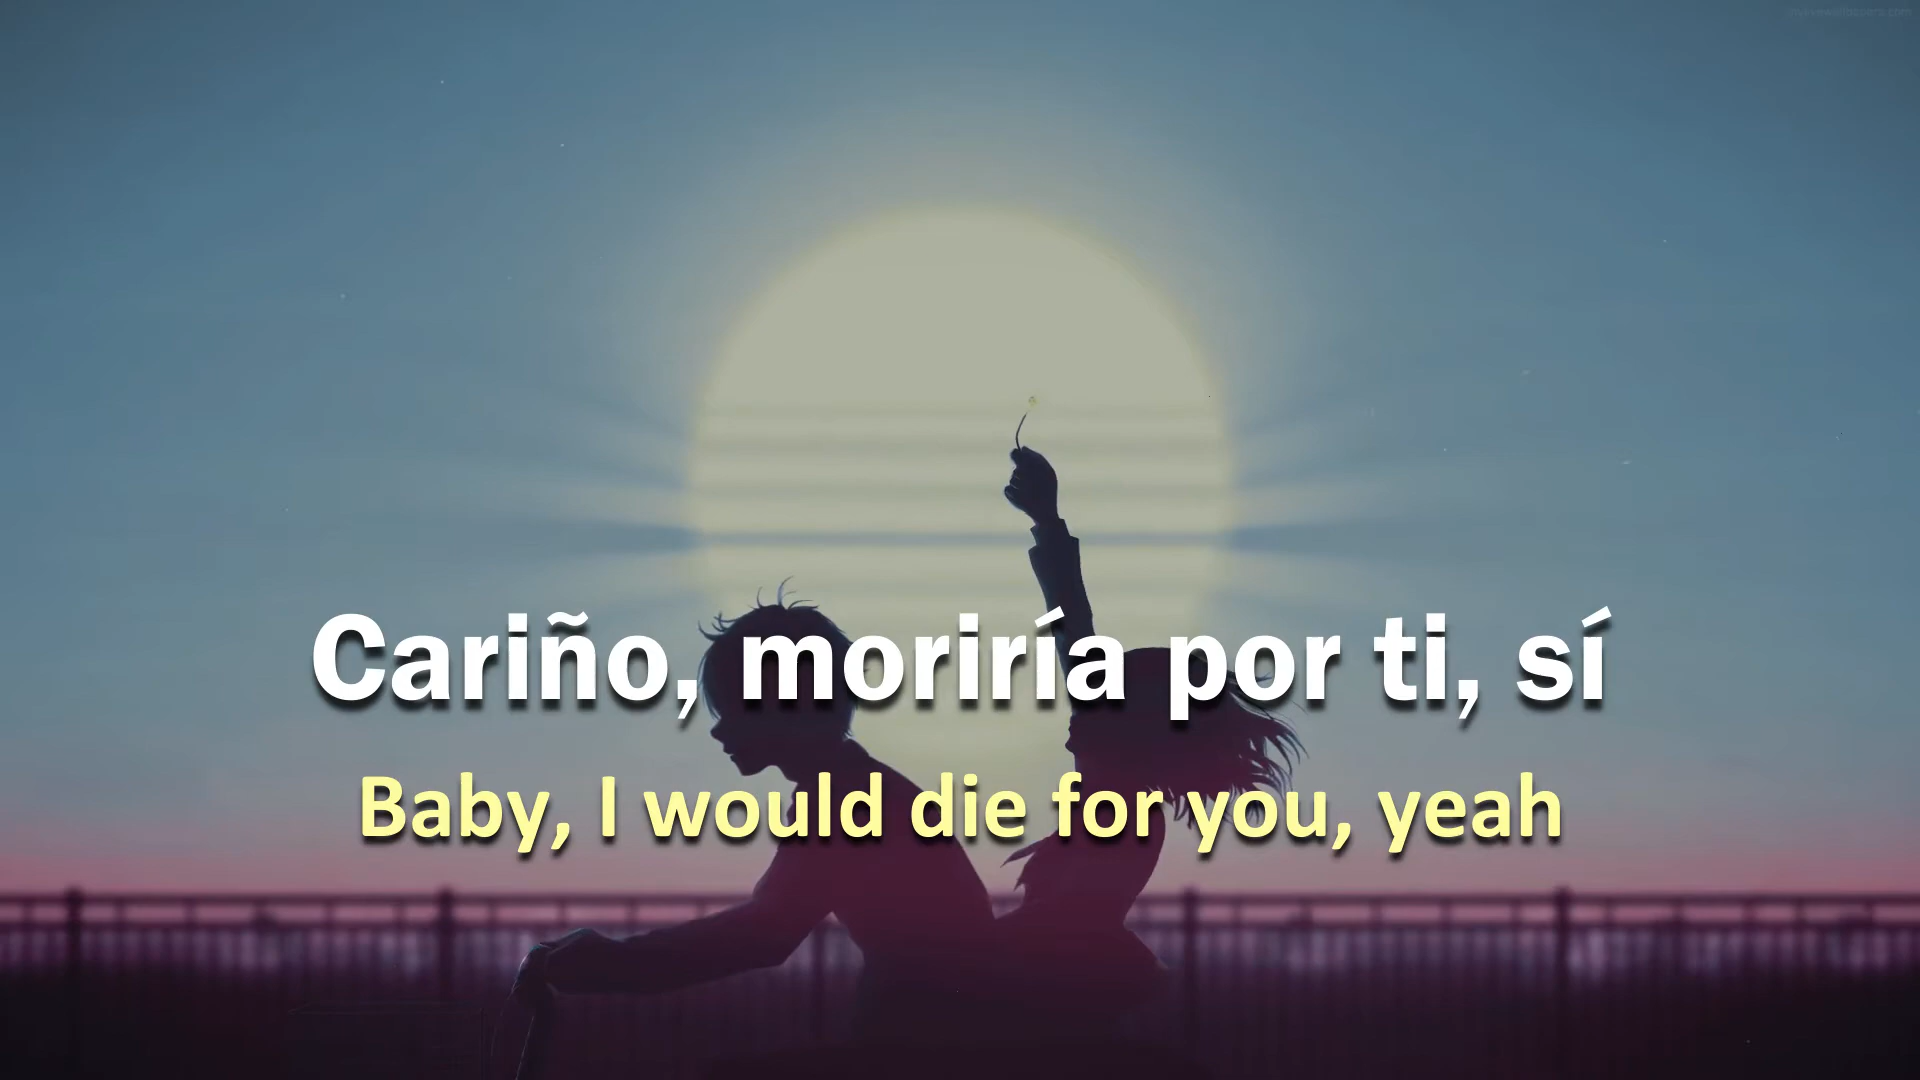 Cariño, moriría por ti, sí
Baby, I would die for you, yeah